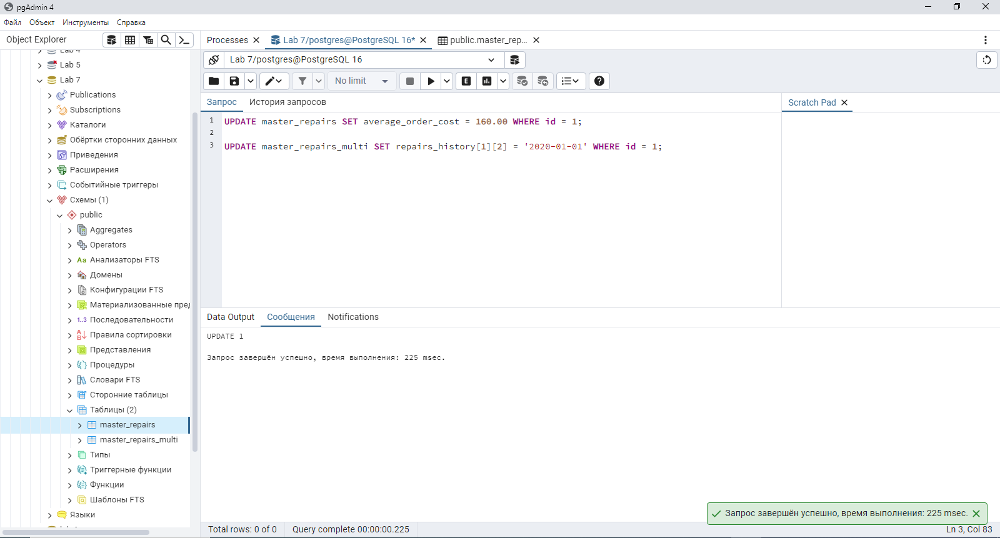 pgAdmin 4
Файл Объект Инструменты Справка
Object Explorer
Processes
Lab 7/postgres@PostgreSQL 16*
public.master_rep...
Lab 4
Lab 5
Lab 7
Publications
Subscriptions
Каталоги
Обёртки сторонних данных
Приведения
Расширения
Событийные триггеры
Схемы (1)
public
Aggregates
Operators
Aa Анализаторы FTS
Домены
Конфигурации FTS
Материализованные пред
1..3 Последовательности
Правила сортировки
Представления
Процедуры
Словари FTS
Сторонние таблицы
Таблицы (2)
master_repairs
master_repairs_multi
Типы
Триггерные функции
Функции
Шаблоны FTS
Языки
Lab 7/postgres@PostgreSQL 16
No limit
E
Запрос История запросов
Scratch Pad
1 UPDATE master_repairs SET average_order_cost = 160.00 WHERE id = 1;
2
3 UPDATE master_repairs_multi SET repairs_history[1][2] = '2020-01-01' WHERE id = 1;
Data Output Сообщения Notifications
UPDATE 1
Запрос завершён успешно, время выполнения: 225 msec.
Запрос завершён успешно, время выполнения: 225 msec.
Total rows: 0 of 0
Query complete 00:00:00.225
Ln 3, Col 83